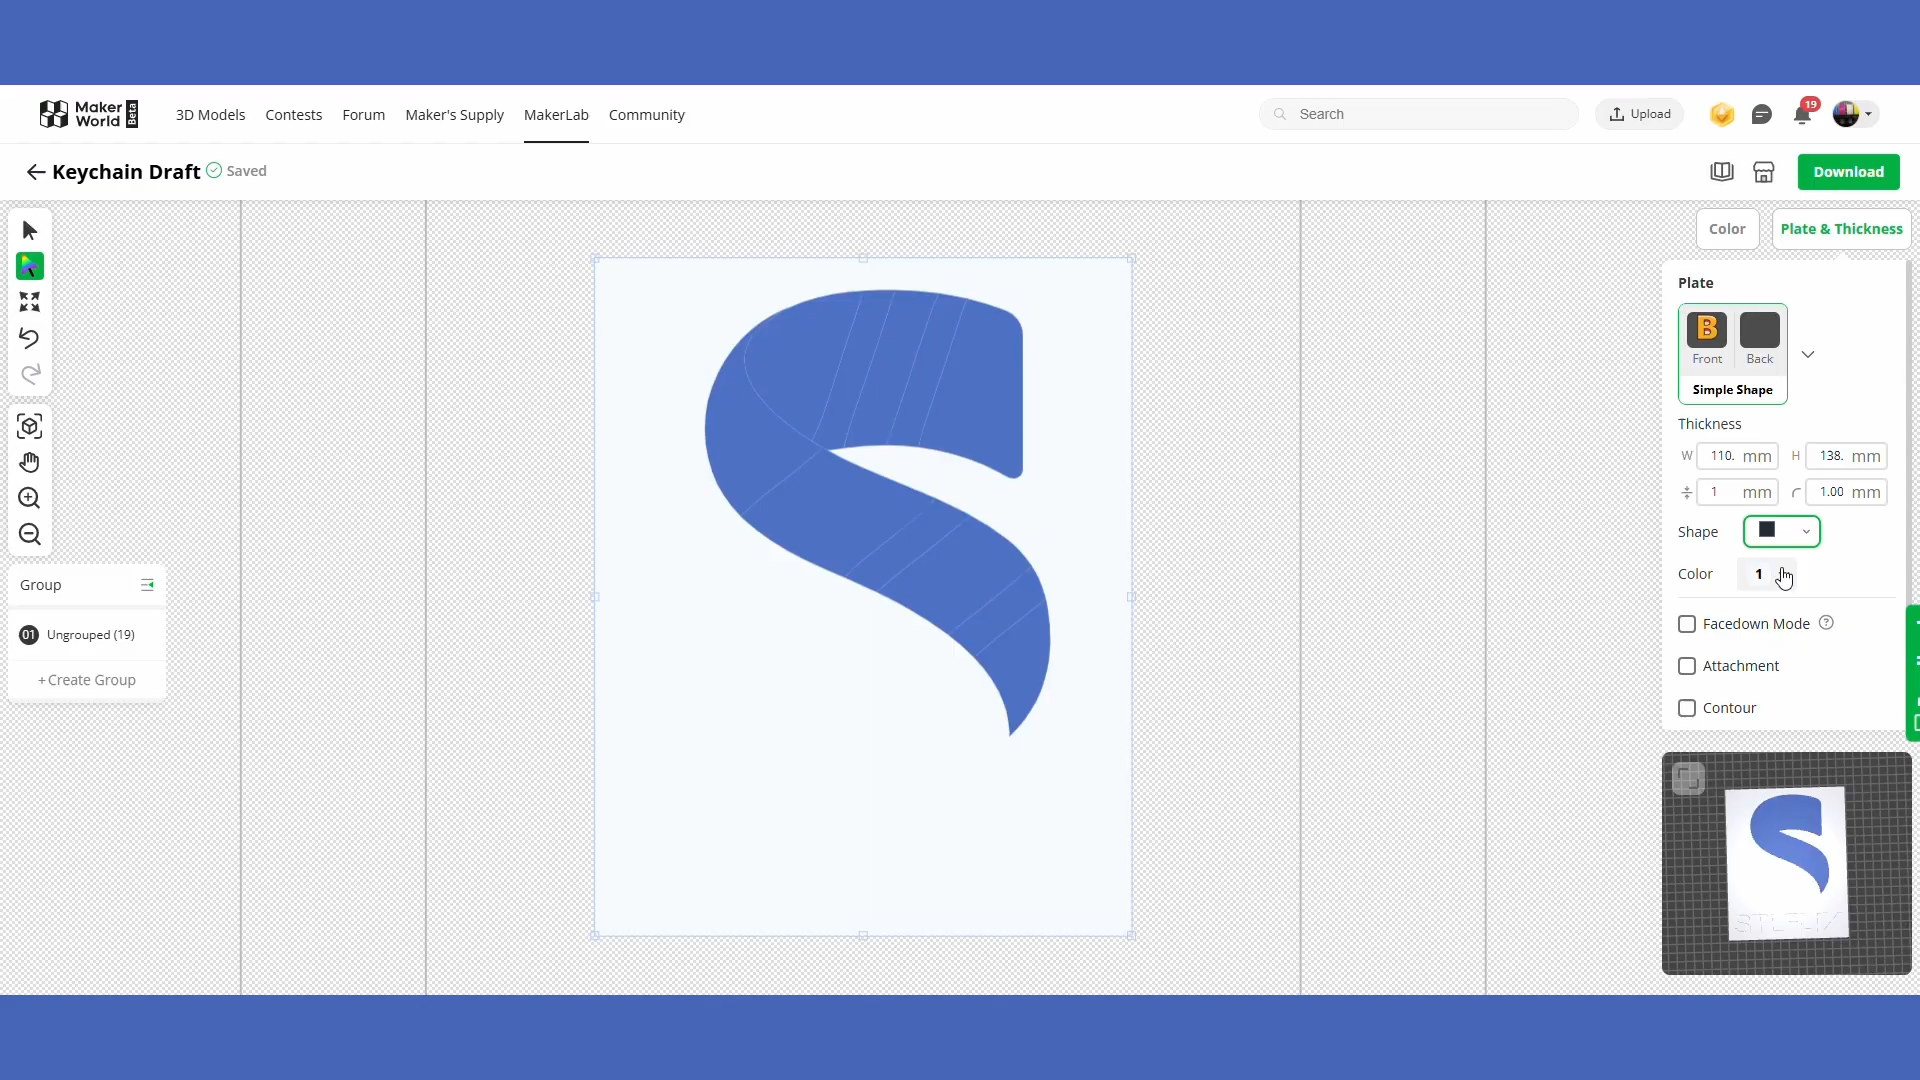 Maker World Beta
3D Models
Contests
Forum
Maker's Supply
MakerLab
Community
Search
Upload
19
Keychain Draft
Saved
Download
Color
Plate & Thickness
Plate
B
Front
Back
Simple Shape
Thickness
W 110. mm H 138. mm
1 mm 1.00 mm
Shape
Color 1
Facedown Mode ?
Attachment
Contour
Group
01 Ungrouped (19)
+ Create Group